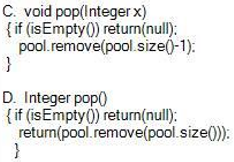 C. void pop(Integer x)
{ if (isEmpty()) return(null);
pool.remove(pool.size()-1);
}
D. Integer pop()
{ if (isEmpty()) return(null);
return(pool.remove(pool.size()));
}